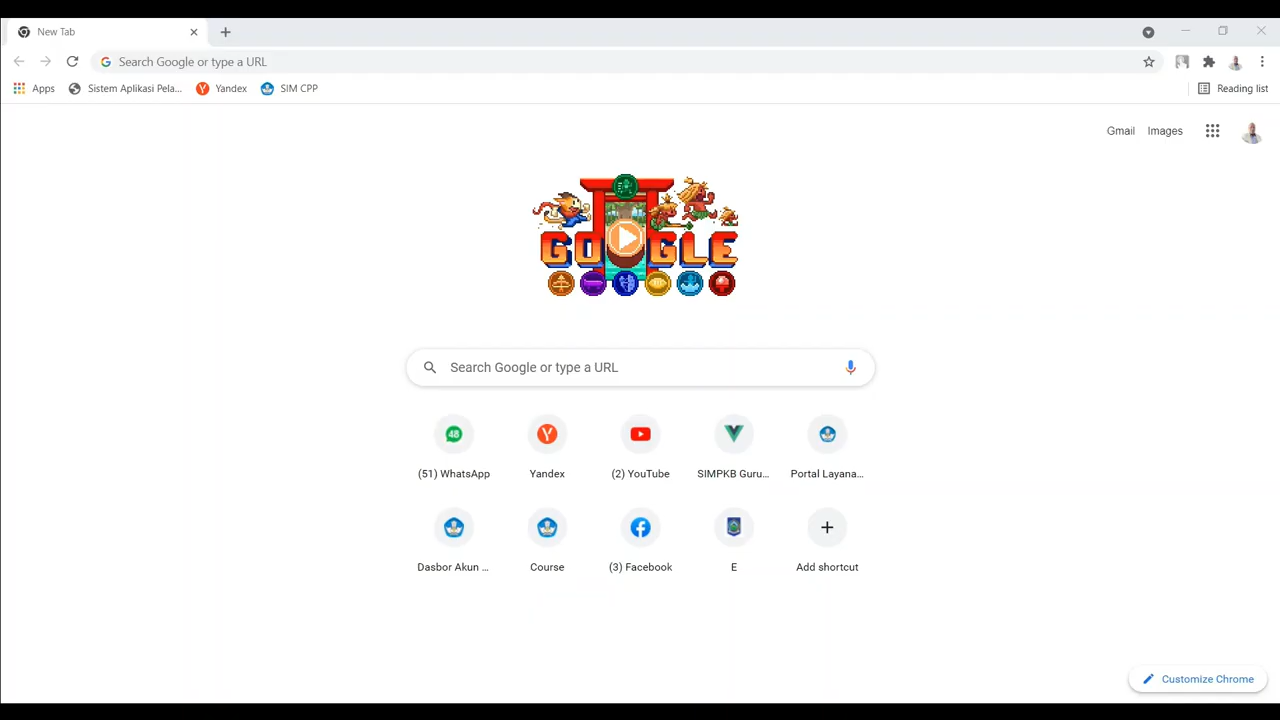 New Tab
Search Google or type a URL
Apps
Sistem Aplikasi Pela...
Yandex
SIM CPP
Reading list
Gmail
Images
GOOGLE
Search Google or type a URL
48
(51) WhatsApp
Yandex
(2) YouTube
SIMPKB Guru...
Portal Layana...
Dasbor Akun ...
Course
(3) Facebook
E
Add shortcut
Customize Chrome